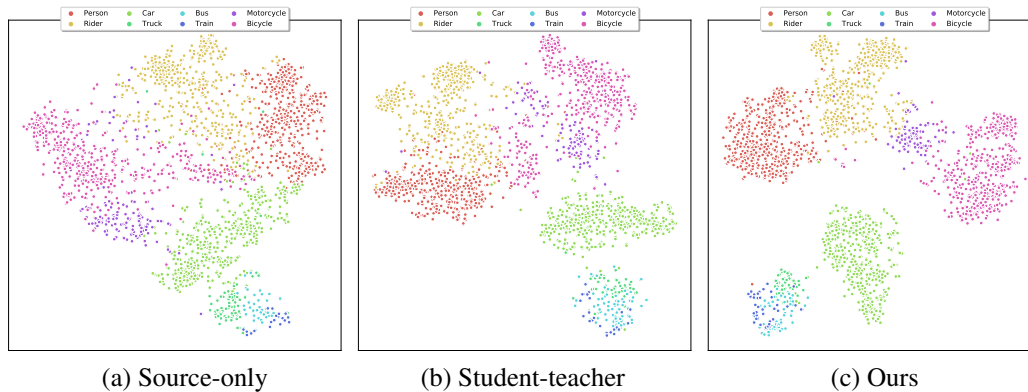 Person Car Bus Motorcycle
Rider Truck Train Bicycle
Person Car Bus Motorcycle
Rider Truck Train Bicycle
Person Car Bus Motorcycle
Rider Truck Train Bicycle
(a) Source-only
(b) Student-teacher
(c) Ours